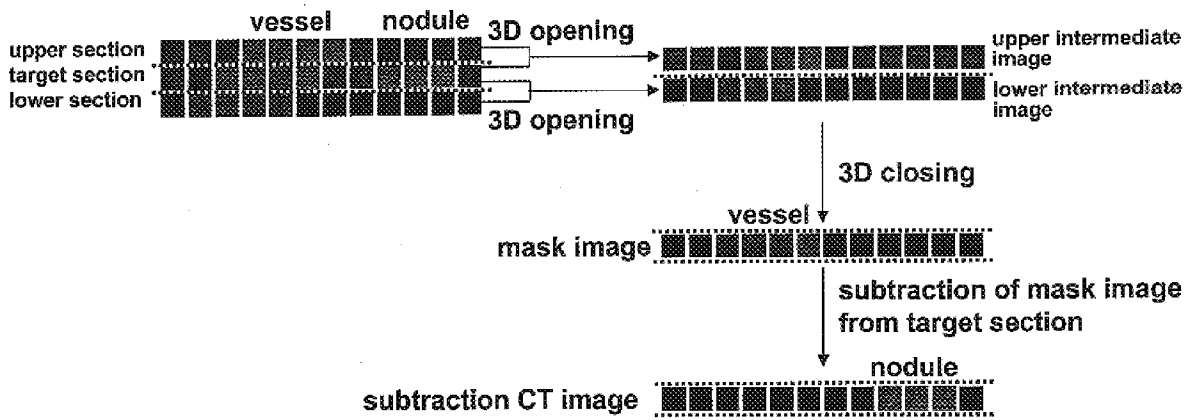 vessel nodule
upper section
target section
lower section
3D opening
3D opening
upper intermediate
image
lower intermediate
image
3D closing
vessel
mask image
subtraction of mask image
from target section
nodule
subtraction CT image